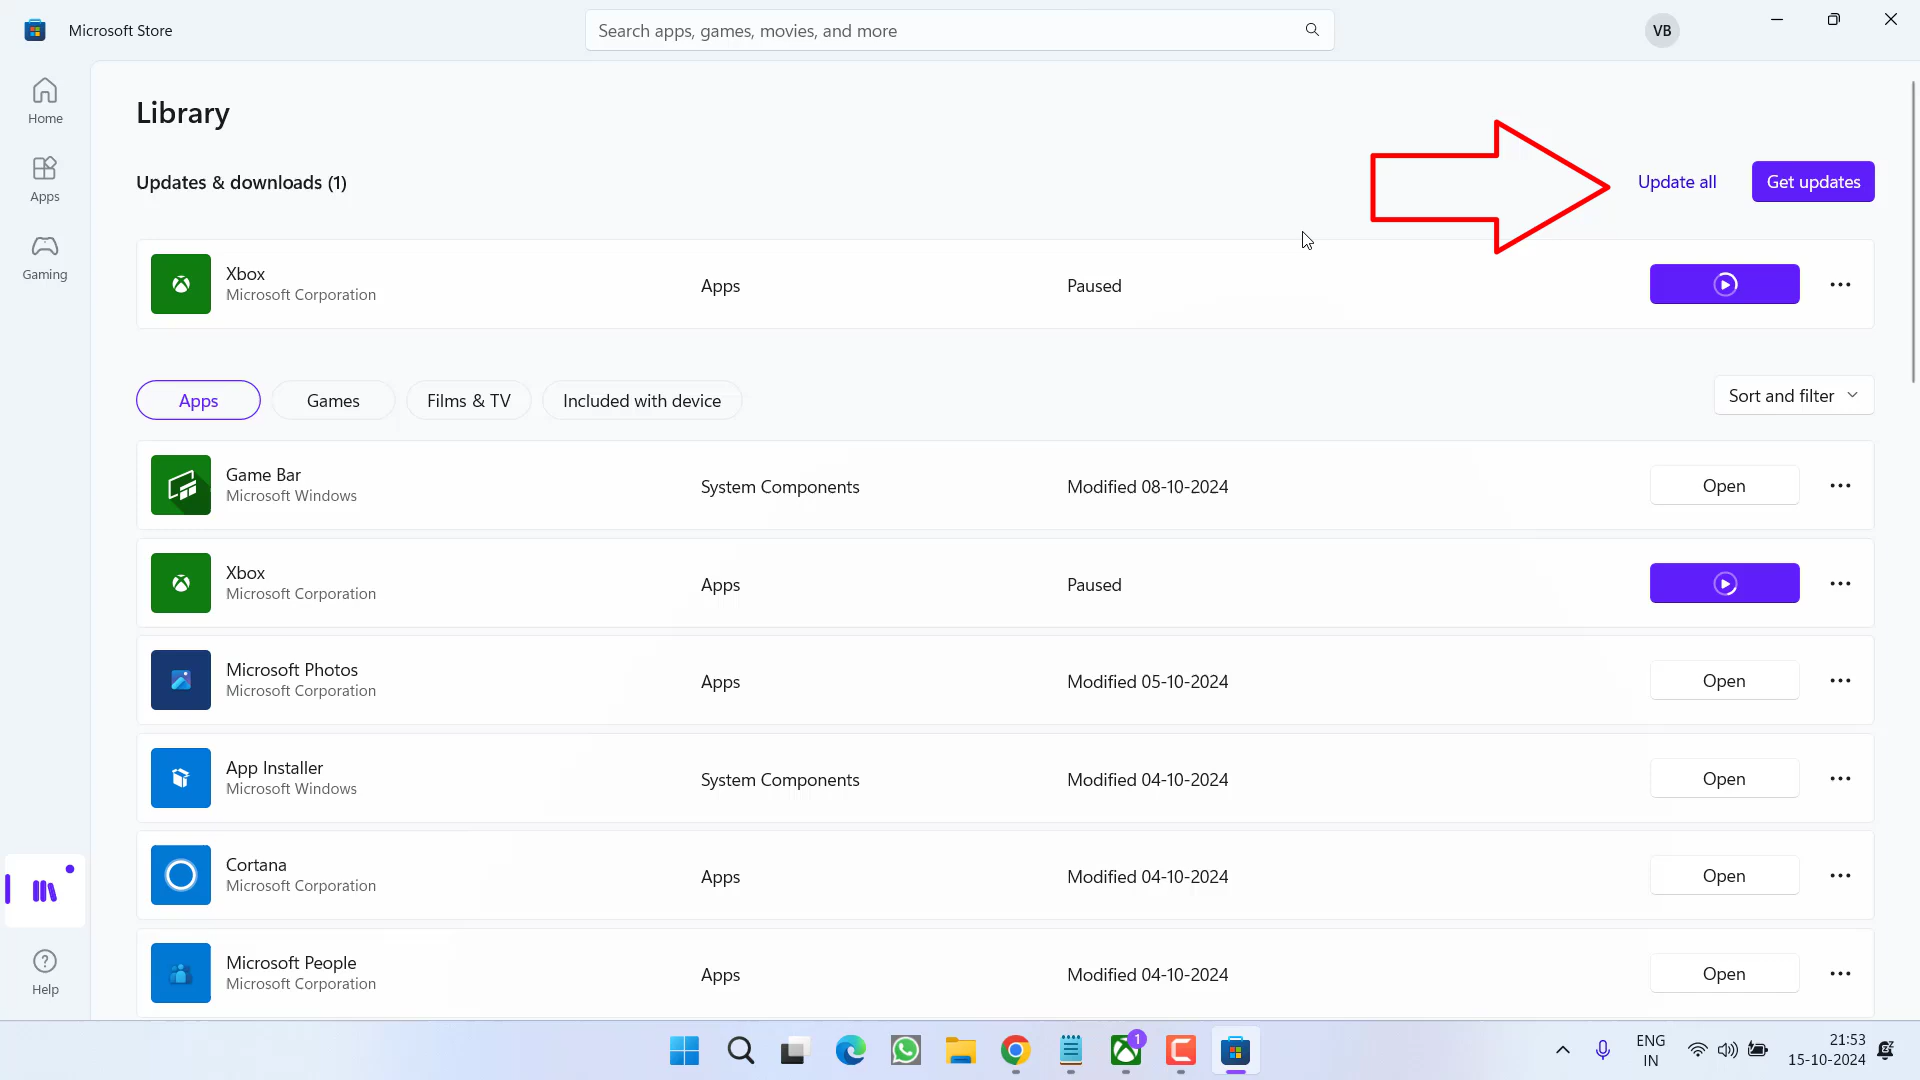 Microsoft Store
Search apps, games, movies, and more
VB
Home
Apps
Gaming
Help
Library
Updates & downloads (1)
Update all
Get updates
Xbox
Microsoft Corporation
Apps
Paused
Apps
Games
Films & TV
Included with device
Sort and filter
Game Bar
Microsoft Windows
System Components
Modified 08-10-2024
Open
Xbox
Microsoft Corporation
Apps
Paused
Microsoft Photos
Microsoft Corporation
Apps
Modified 05-10-2024
Open
App Installer
Microsoft Windows
System Components
Modified 04-10-2024
Open
Cortana
Microsoft Corporation
Apps
Modified 04-10-2024
Open
Microsoft People
Microsoft Corporation
Apps
Modified 04-10-2024
Open
1
ENG
IN
21:53
15-10-2024